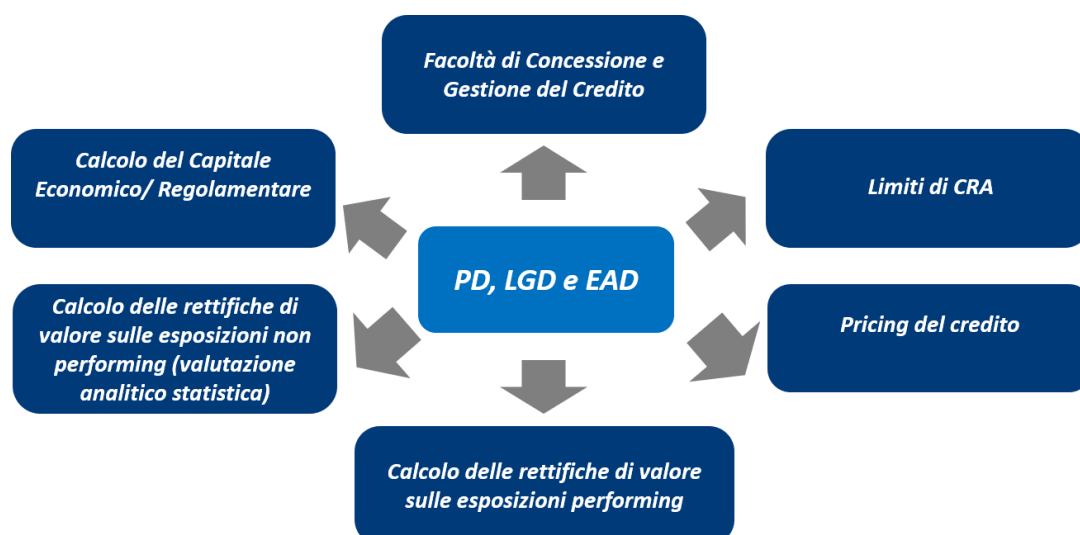 Facoltà di Concessione e
Gestione del Credito
Calcolo del Capitale
Economico/ Regolamentare
Limiti di CRA
PD, LGD e EAD
Calcolo delle rettifiche di
valore sulle esposizioni non
performing (valutazione
analitico statistica)
Pricing del credito
Calcolo delle rettifiche di valore
sulle esposizioni performing